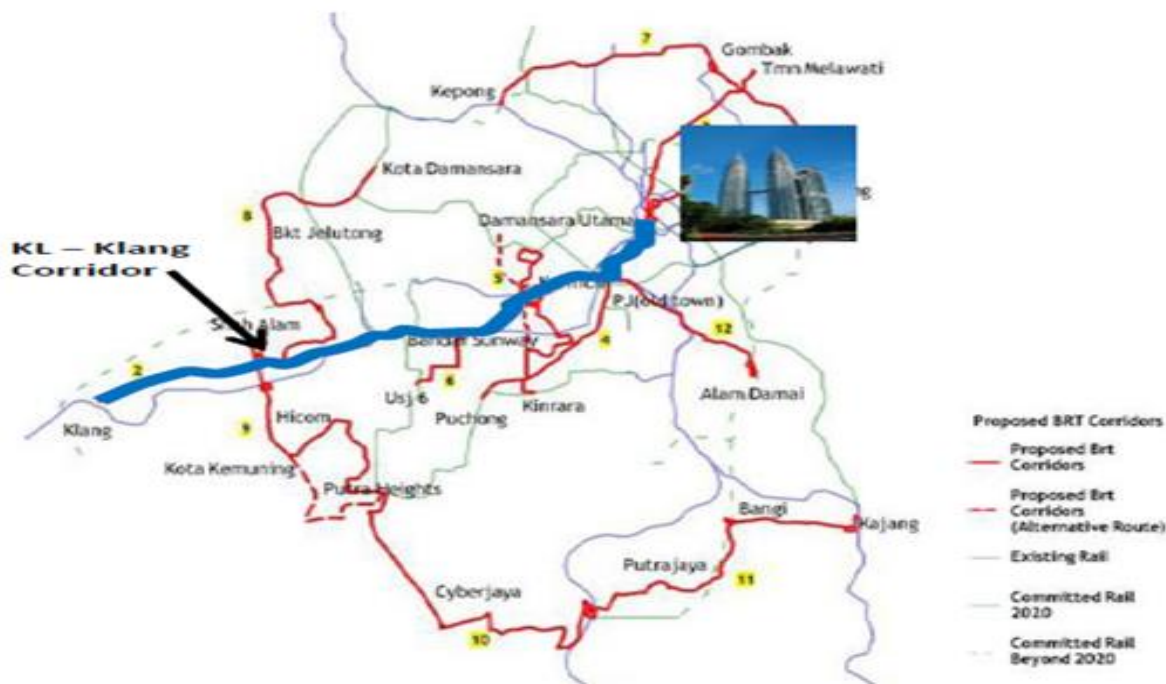 7
Gombak
Tmn Melawati
Kepong
Kota Damansara
8
Damansara Utama
Bkt Jelutong
KL – Klang
Corridor
5
PJ(old town)
Shah Alam
12
4
Bandar Sunway
2
6
Usj 6
Alam Damai
Kinrara
Puchong
Hicom
Klang
9
Kota Kemuning
Putra Heights
Bangi
Kajang
Putrajaya
11
Cyberjaya
10
Proposed BRT Corridors
Proposed Brt
Corridors
Proposed Brt
Corridors
(Alternative Route)
Existing Rail
Committed Rail
2020
Committed Rail
Beyond 2020